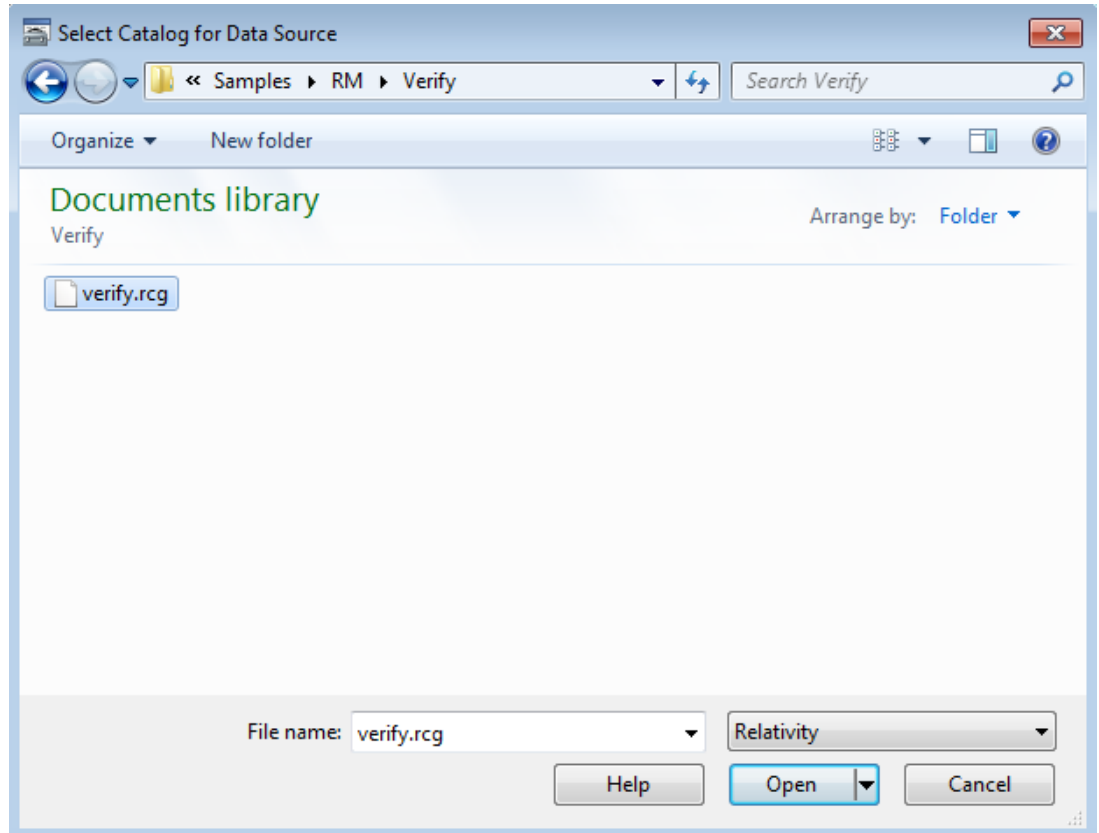 Select Catalog for Data Source
« Samples ▸ RM ▸ Verify
Search Verify
Organize New folder
Documents library
Verify
Arrange by: Folder
verify.rcg
File name: verify.rcg Relativity
Help Open Cancel